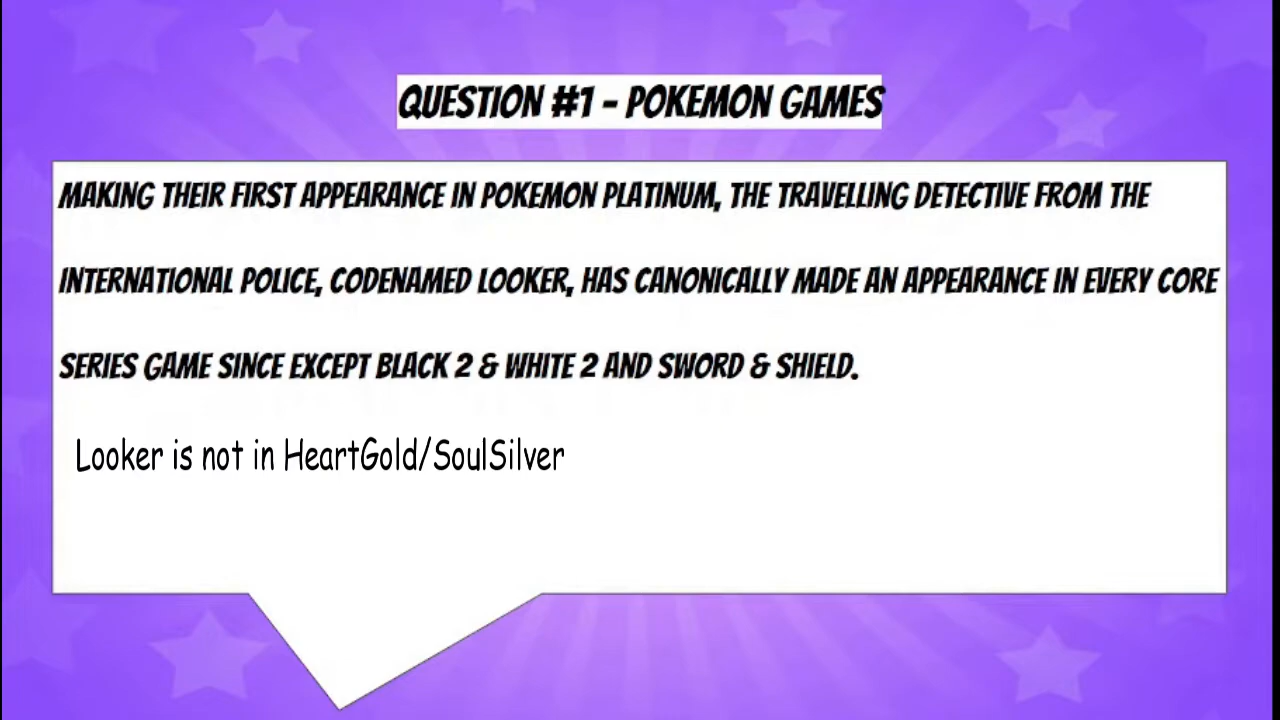 QUESTION #1 - POKEMON GAMES
MAKING THEIR FIRST APPEARANCE IN POKEMON PLATINUM, THE TRAVELLING DETECTIVE FROM THE
INTERNATIONAL POLICE, CODENAMED LOOKER, HAS CANONICALLY MADE AN APPEARANCE IN EVERY CORE
SERIES GAME SINCE EXCEPT BLACK 2 & WHITE 2 AND SWORD & SHIELD.
Looker is not in HeartGold/SoulSilver